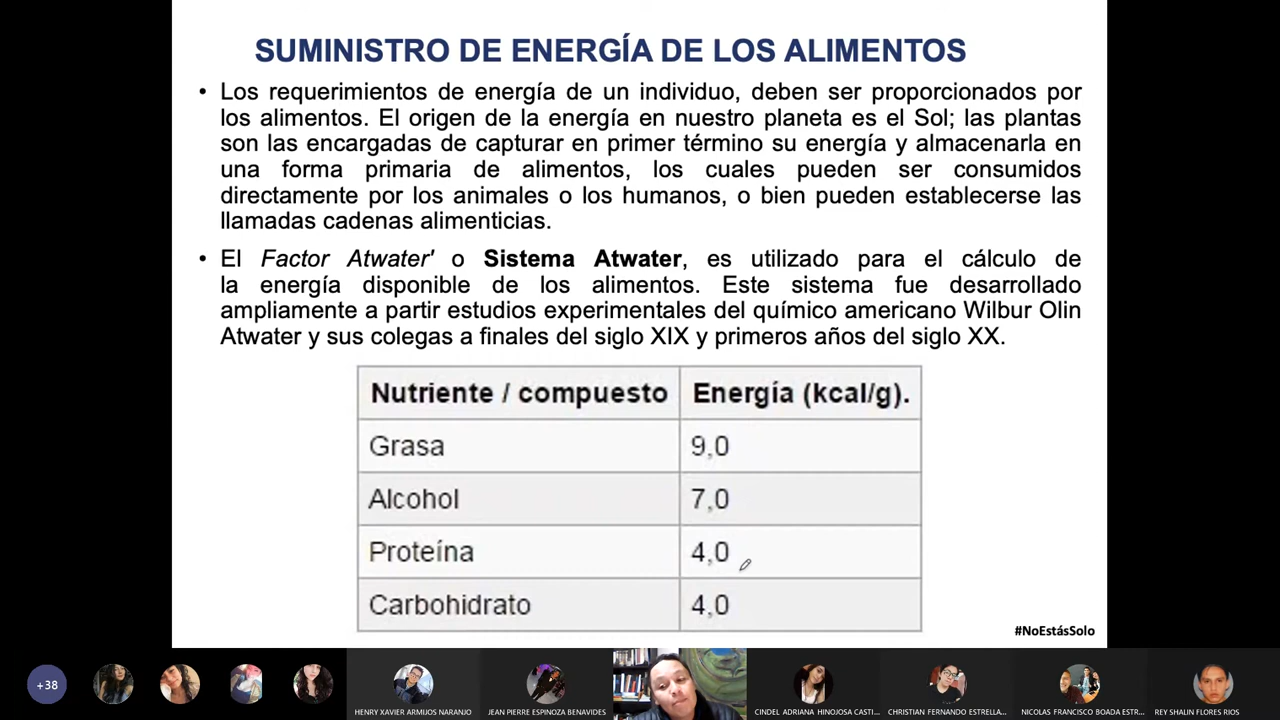 SUMINISTRO DE ENERGÍA DE LOS ALIMENTOS
• Los requerimientos de energía de un individuo, deben ser proporcionados por
los alimentos. El origen de la energía en nuestro planeta es el Sol; las plantas
son las encargadas de capturar en primer término su energía y almacenarla en
una forma primaria de alimentos, los cuales pueden ser consumidos
directamente por los animales o los humanos, o bien pueden establecerse las
llamadas cadenas alimenticias.
• El Factor Atwater' o Sistema Atwater, es utilizado para el cálculo de
la energía disponible de los alimentos. Este sistema fue desarrollado
ampliamente a partir estudios experimentales del químico americano Wilbur Olin
Atwater y sus colegas a finales del siglo XIX y primeros años del siglo XX.
Nutriente / compuesto Energía (kcal/g).
Grasa 9,0
Alcohol 7,0
Proteína 4,0
Carbohidrato 4,0
#NoEstásSolo
+38
HENRY XAVIER ARMIJOS NARANJO
JEAN PIERRE ESPINOZA BENAVIDES
CINDEL ADRIANA HINOJOSA CASTI...
CHRISTIAN FERNANDO ESTRELLA...
NICOLAS FRANCISCO BOADA ESTR...
REY SHALIN FLORES RIOS